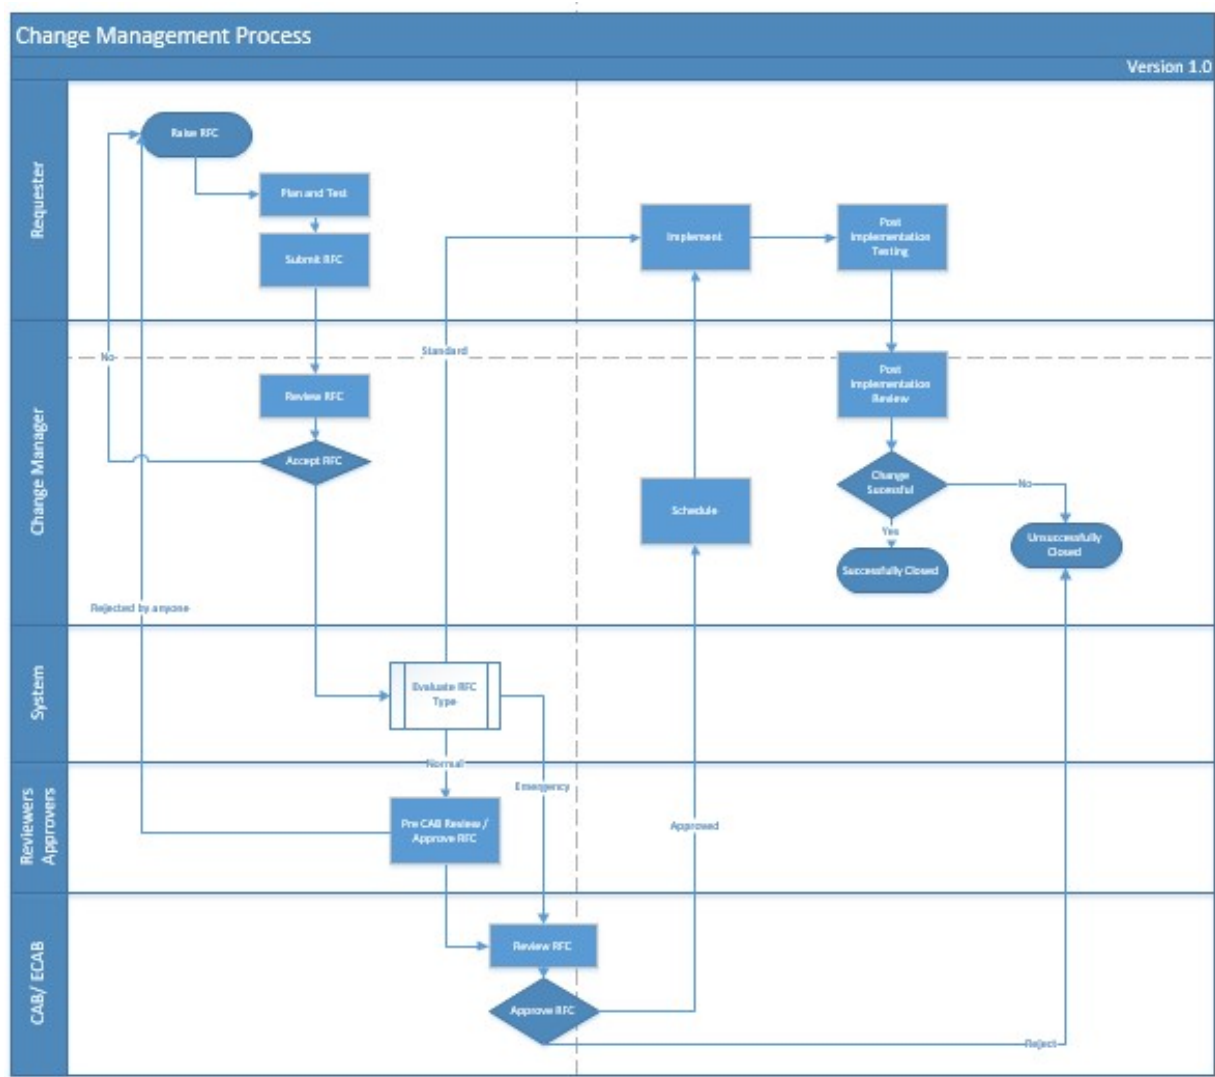 Change Management Process
Version 1.0
Requester
Raise RFC
Plan and Test
Submit RFC
Implement
Post
Implementation
Testing
Change Manager
No
Standard
Review RFC
Accept RFC
Post
Implementation
Review
Change
Sucessful
No
Yes
Schedule
Unsuccessfully
Closed
Successfully Closed
Rejected by anyone
System
Evaluate RFC
Type
Normal
Emergency
Reviewers
Approvers
Pre CAB Review /
Approve RFC
Approved
CAB/ ECAB
Review RFC
Approve RFC
Reject